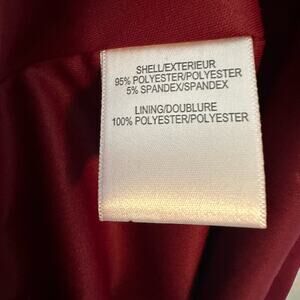 SHELL/EXTERIEUR
95% POLYESTER/POLYESTER
5% SPANDEX/SPANDEX
LINING/DOUBLURE
100% POLYESTER/POLYESTER